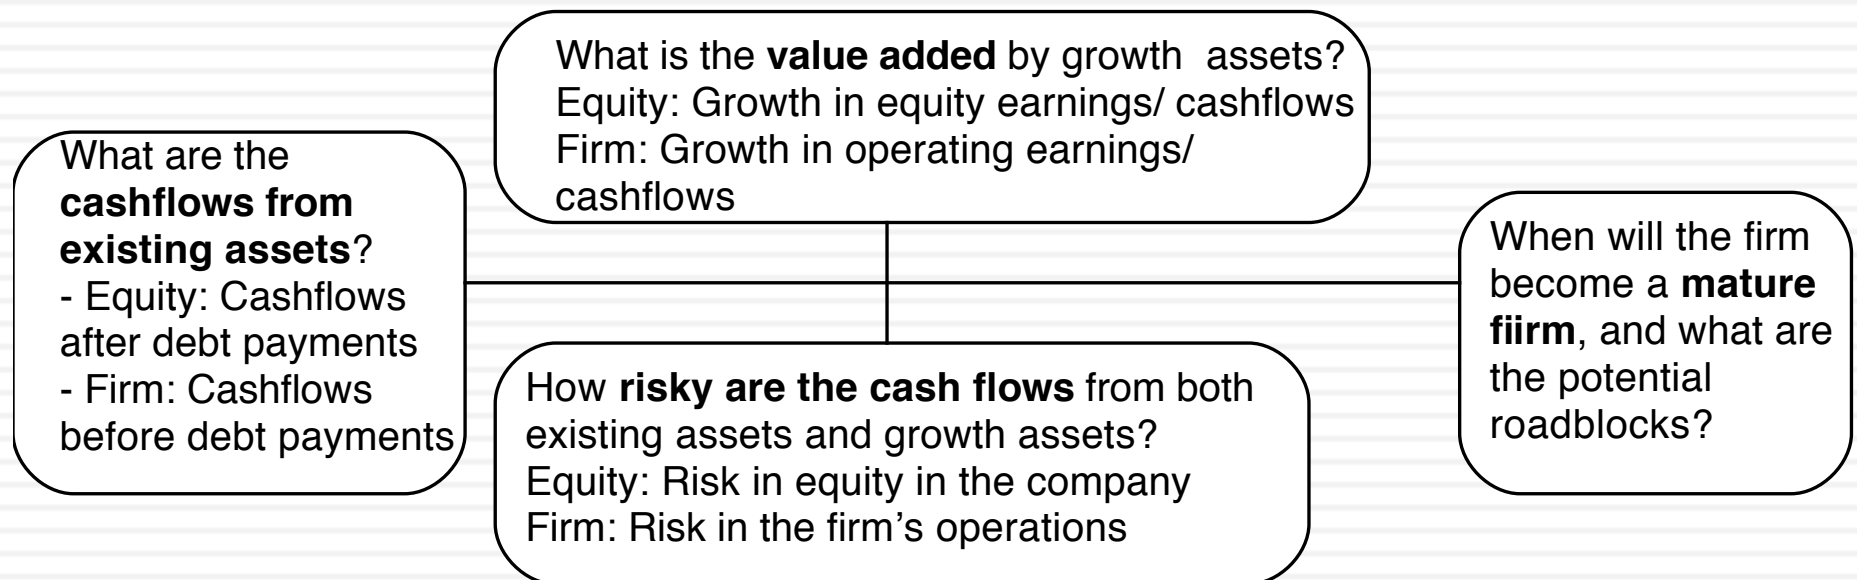 What is the value added by growth  assets?
Equity: Growth in equity earnings/ cashflows
Firm: Growth in operating earnings/
cashflows
What are the
cashflows from
existing assets?
- Equity: Cashflows
after debt payments
- Firm: Cashflows
before debt payments
When will the firm
become a mature
fiirm, and what are
the potential
roadblocks?
How risky are the cash flows from both
existing assets and growth assets?
Equity: Risk in equity in the company
Firm: Risk in the firm’s operations